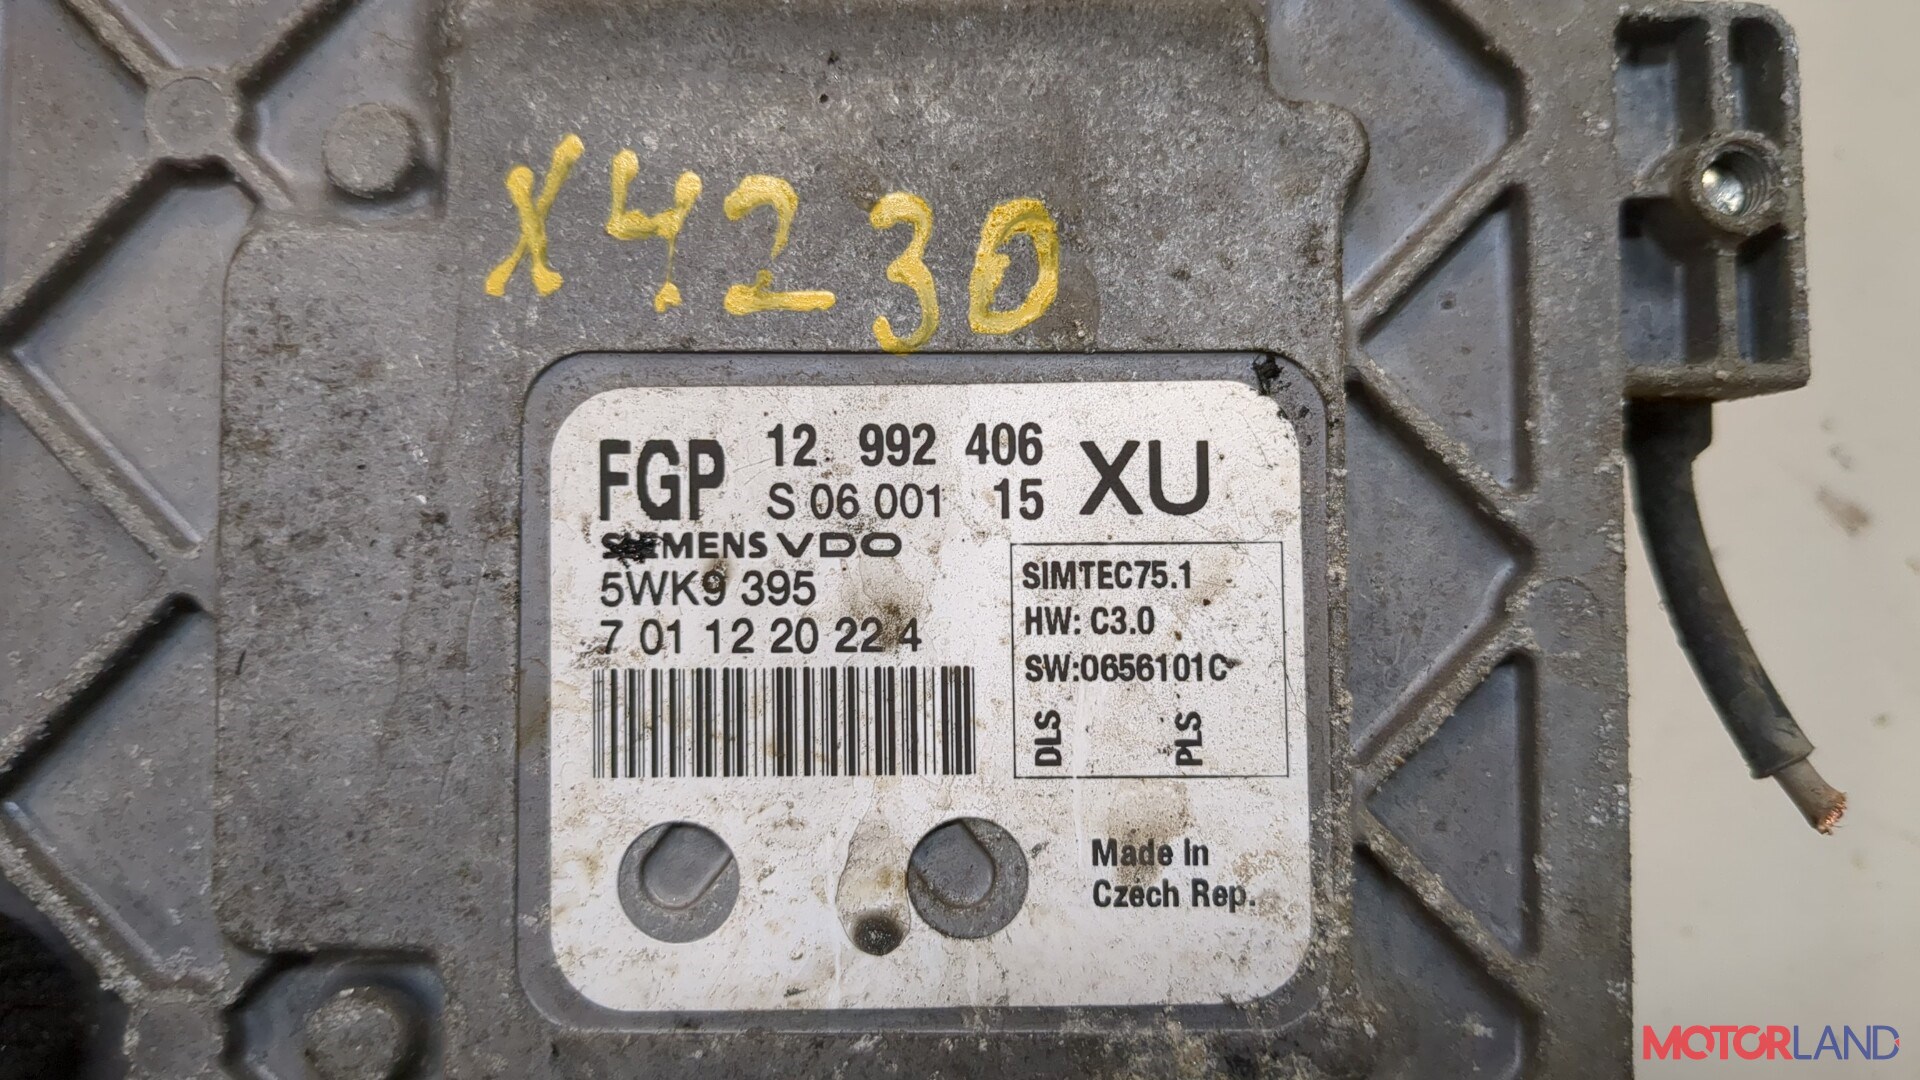 X4230
FGP 12 992 406 XU
S 06 001 15
SIEMENS VDO
5WK9 395
7 01 12 20 22 4
SIMTEC75.1
HW: C3.0
SW:0656101C
DLS PLS
Made in
Czech Rep.
MOTORLAND